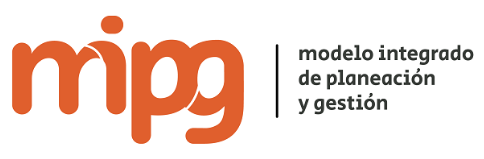 mipg
modelo integrado
de planeación
y gestión